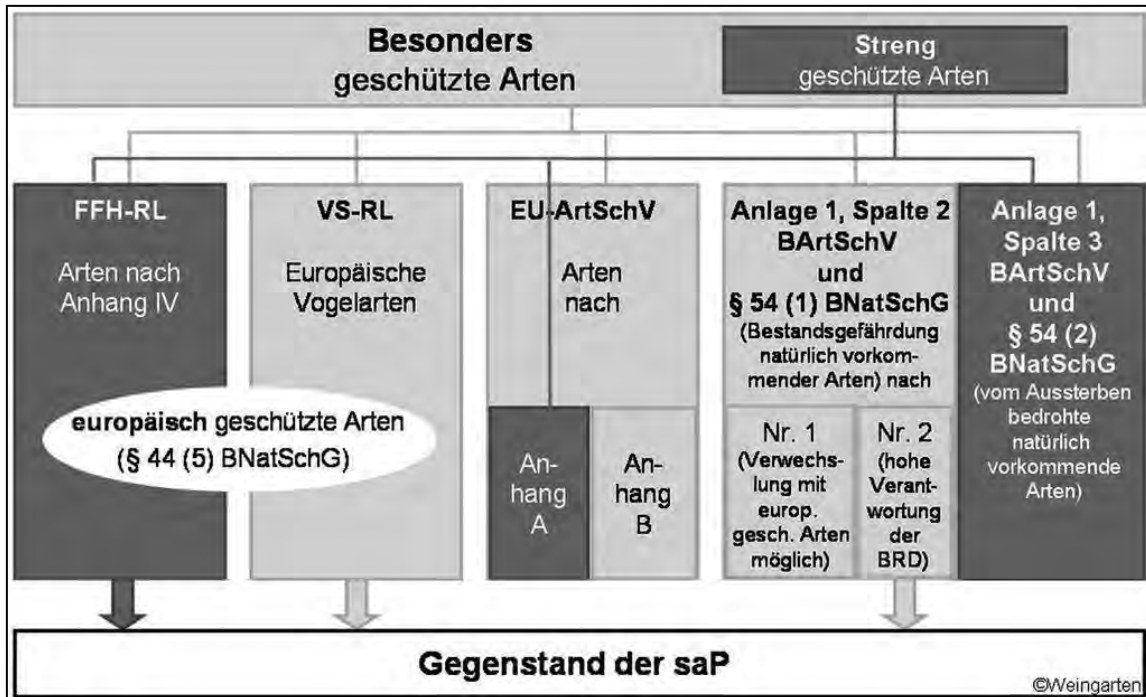 Besonders
geschützte Arten
Streng
geschützte Arten
FFH-RL
Arten nach
Anhang IV
VS-RL
Europäische
Vogelarten
europäisch geschützte Arten
(§ 44 (5) BNatSchG)
EU-ArtSchV
Arten
nach
An-
hang
A
An-
hang
B
Anlage 1, Spalte 2
BArtSchV
und
§ 54 (1) BNatSchG
(Bestandsgefährdung
natürlich vorkom-
mender Arten) nach
Nr. 1
(Verwechs-
lung mit
europ.
gesch. Arten
möglich)
Nr. 2
(hohe
Verant-
wortung
der
BRD)
Anlage 1,
Spalte 3
BArtSchV
und
§ 54 (2)
BNatSchG
(vom Aussterben
bedrohte
natürlich
vorkommende
Arten)
Gegenstand der saP
©Weingarten